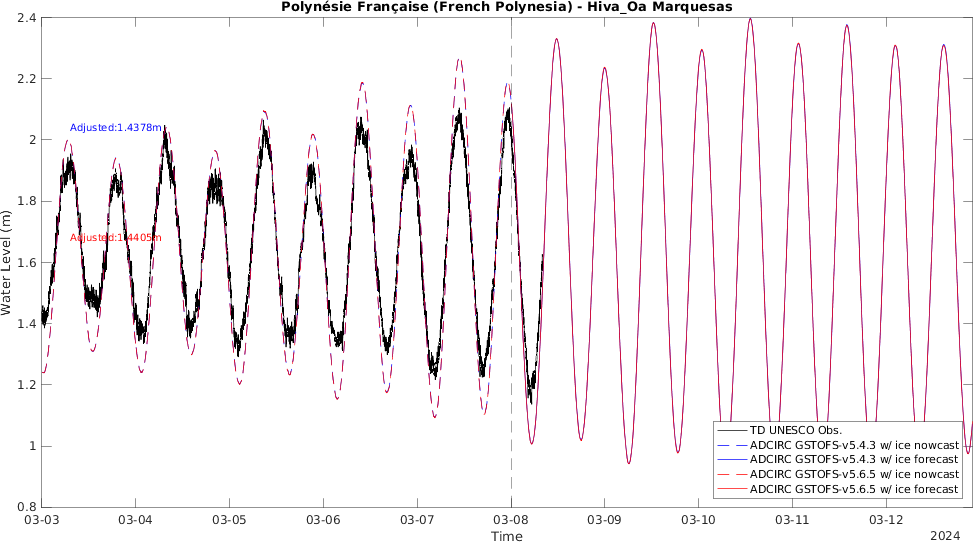 Polynésie Française (French Polynesia) - Hiva_Oa Marquesas
2.4
2.2
2
1.8
1.6
1.4
1.2
1
0.8
Water Level (m)
Adjusted:1.4378m
Adjusted:1.4405m
TD UNESCO Obs.
ADCIRC GSTOFS-v5.4.3 w/ ice nowcast
ADCIRC GSTOFS-v5.4.3 w/ ice forecast
ADCIRC GSTOFS-v5.6.5 w/ ice nowcast
ADCIRC GSTOFS-v5.6.5 w/ ice forecast
03-03 03-04 03-05 03-06 03-07 03-08 03-09 03-10 03-11 03-12
Time
2024